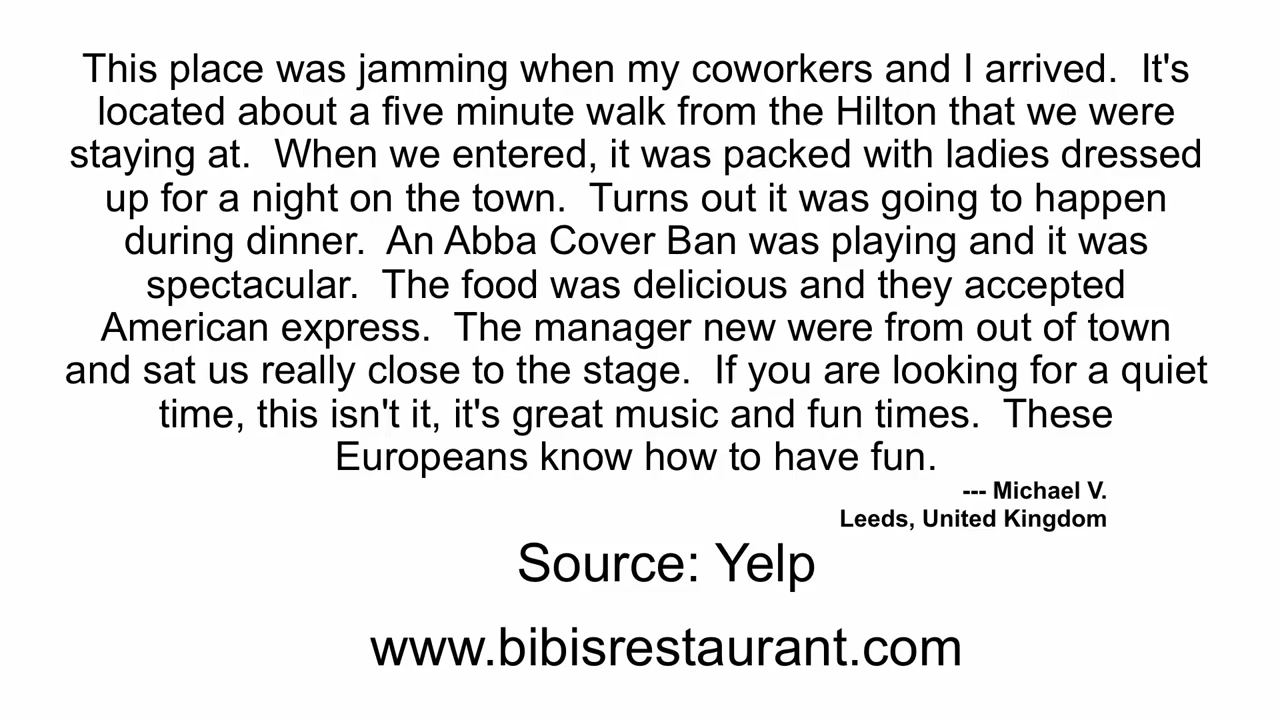 This place was jamming when my coworkers and I arrived.  It's
located about a five minute walk from the Hilton that we were
staying at.  When we entered, it was packed with ladies dressed
up for a night on the town.  Turns out it was going to happen
during dinner.  An Abba Cover Ban was playing and it was
spectacular.  The food was delicious and they accepted
American express.  The manager new were from out of town
and sat us really close to the stage.  If you are looking for a quiet
time, this isn't it, it's great music and fun times.  These
Europeans know how to have fun.
--- Michael V.
Leeds, United Kingdom
Source: Yelp
www.bibisrestaurant.com